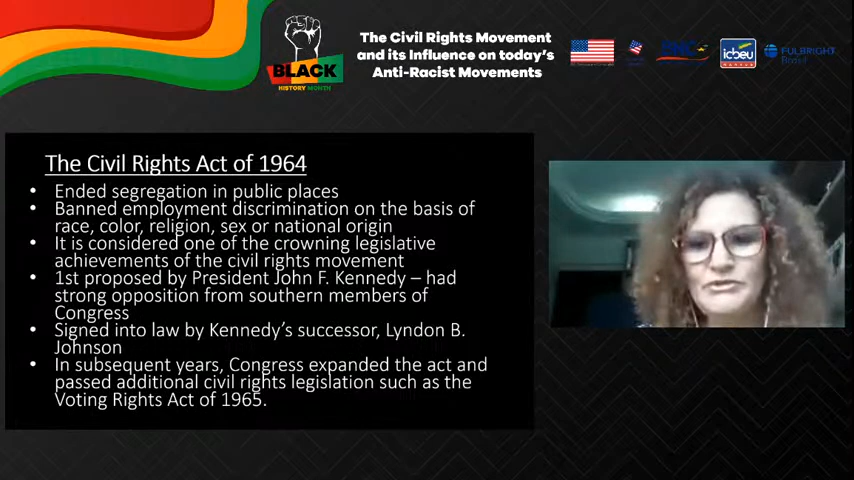 The Civil Rights Movement
and its Influence on today's
Anti-Racist Movements
BLACK
HISTORY MONTH
icbeu
MANAUS
FULBRIGHT
Brasil
The Civil Rights Act of 1964
• Ended segregation in public places
• Banned employment discrimination on the basis of
race, color, religion, sex or national origin
• It is considered one of the crowning legislative
achievements of the civil rights movement
• 1st proposed by President John F. Kennedy – had
strong opposition from southern members of
Congress
• Signed into law by Kennedy's successor, Lyndon B.
Johnson
• In subsequent years, Congress expanded the act and
passed additional civil rights legislation such as the
Voting Rights Act of 1965.